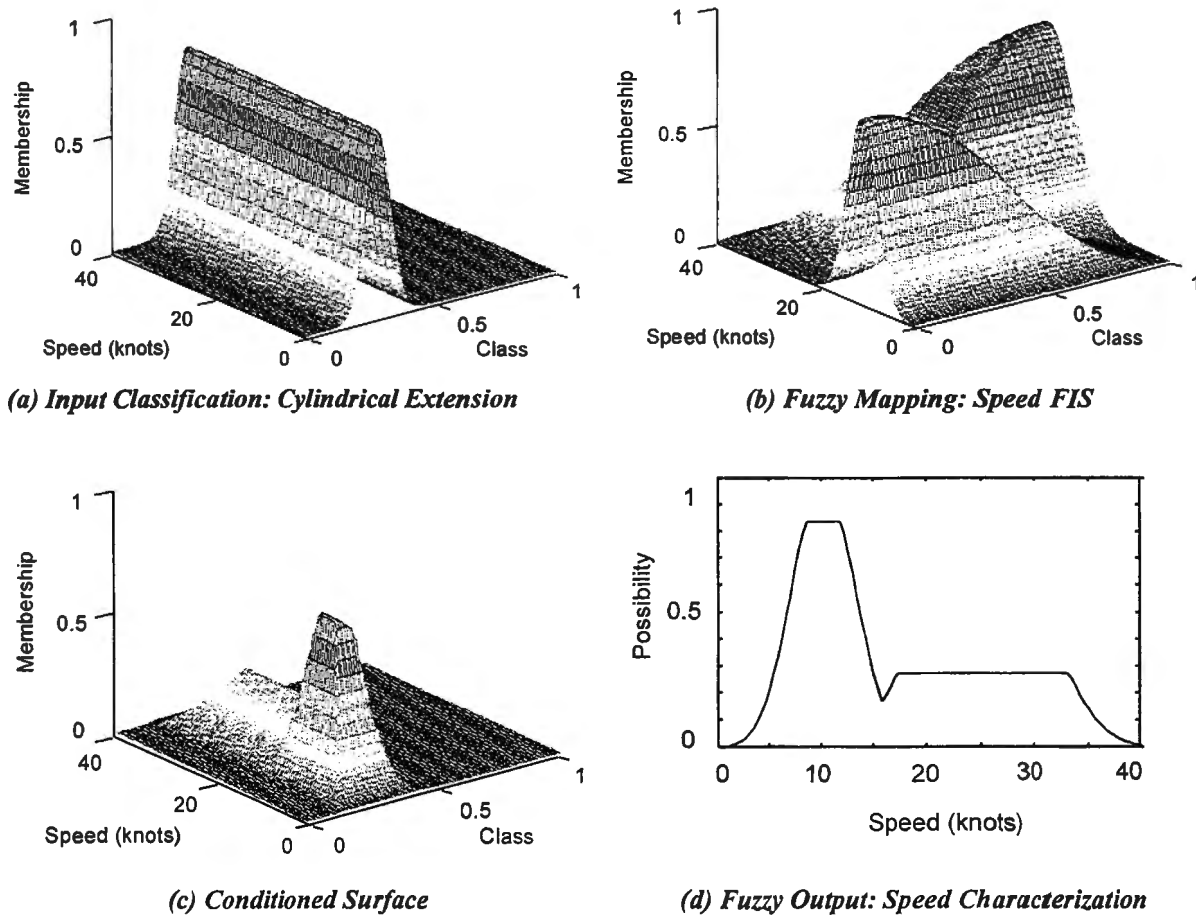 1
Membership
0.5
0
40
20
Speed (knots)
0
0
0.5
Class
1
(a) Input Classification: Cylindrical Extension
1
Membership
0.5
0
40
20
Speed (knots)
0
0
0.5
Class
1
(b) Fuzzy Mapping: Speed FIS
1
Membership
0.5
0
40
20
Speed (knots)
0
0
0.5
Class
1
(c) Conditioned Surface
1
Possibility
0.5
0
0
10
20
30
40
Speed (knots)
(d) Fuzzy Output: Speed Characterization